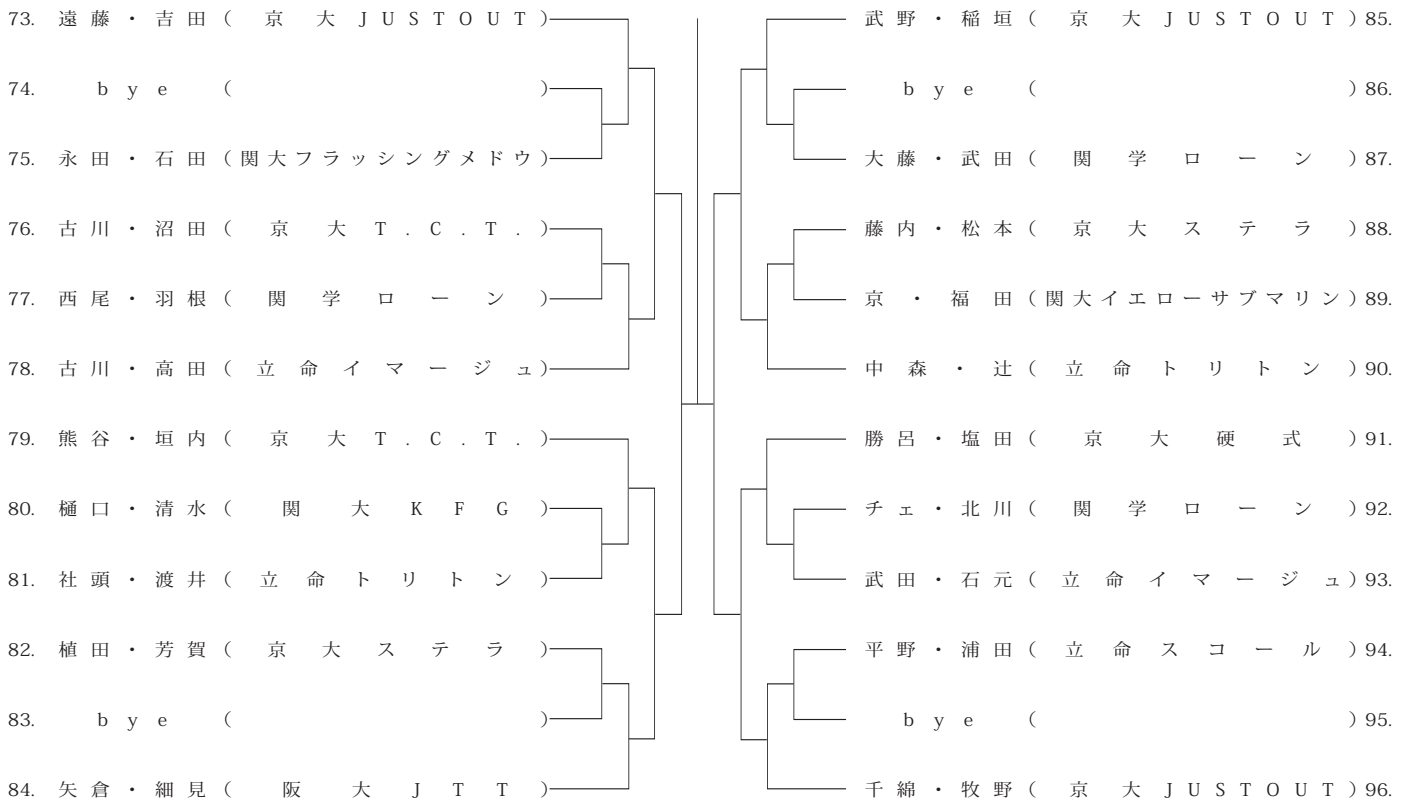 73. 遠藤・吉田(京大JUSTOUT)
74. bye ( )
75. 永田・石田(関大フラッシングメドウ)
76. 古川・沼田(京大T.C.T.)
77. 西尾・羽根(関学ローン)
78. 古川・高田(立命イマージュ)
79. 熊谷・垣内(京大T.C.T.)
80. 樋口・清水(関大KFG)
81. 社頭・渡井(立命トリトン)
82. 植田・芳賀(京大ステラ)
83. bye ( )
84. 矢倉・細見(阪大JTT)
武野・稲垣(京大JUSTOUT)85.
bye ( )86.
大藤・武田(関学ローン)87.
藤内・松本(京大ステラ)88.
京・福田(関大イエローサブマリン)89.
中森・辻(立命トリトン)90.
勝呂・塩田(京大硬式)91.
チェ・北川(関学ローン)92.
武田・石元(立命イマージュ)93.
平野・浦田(立命スコール)94.
bye ( )95.
千綿・牧野(京大JUSTOUT)96.